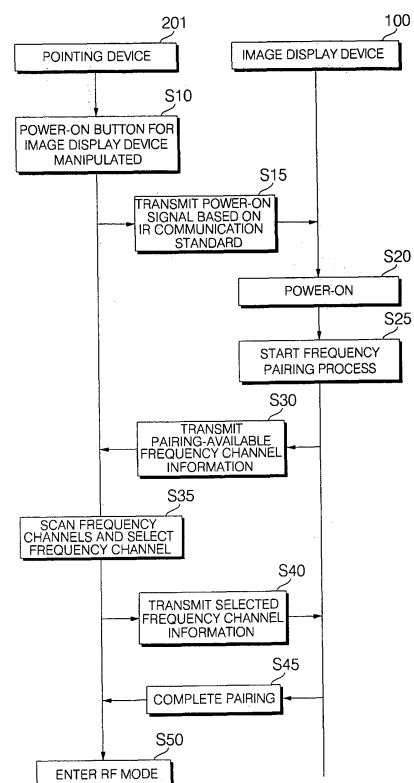 201
100
POINTING DEVICE
IMAGE DISPLAY DEVICE
S10
POWER-ON BUTTON FOR
IMAGE DISPLAY DEVICE
MANIPULATED
S15
TRANSMIT POWER-ON
SIGNAL BASED ON
IR COMMUNICATION
STANDARD
S20
POWER-ON
S25
START FREQUENCY
PAIRING PROCESS
S30
TRANSMIT
PAIRING-AVAILABLE
FREQUENCY CHANNEL
INFORMATION
S35
SCAN FREQUENCY
CHANNELS AND SELECT
FREQUENCY CHANNEL
S40
TRANSMIT SELECTED
FREQUENCY CHANNEL
INFORMATION
S45
COMPLETE PAIRING
S50
ENTER RF MODE